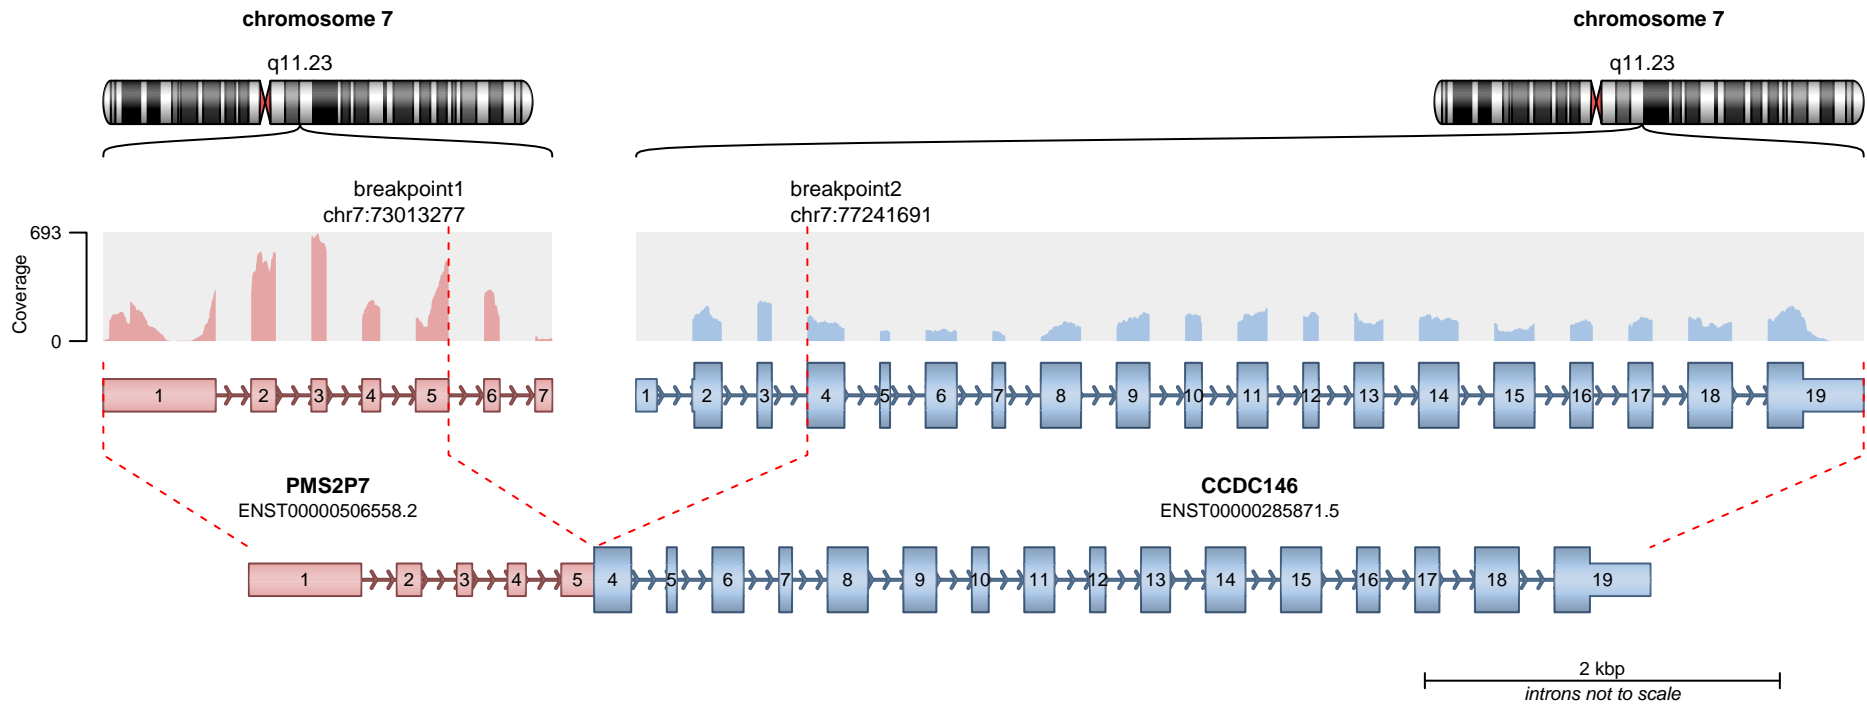 chromosome 7
chromosome 7
q11.23
q11.23
breakpoint1
chr7:73013277
breakpoint2
chr7:77241691
693
Coverage
0
1 2 3 4 5 6 7
1 2 3 4 5 6 7 8 9 10 11 12 13 14 15 16 17 18 19
PMS2P7
ENST00000506558.2
CCDC146
ENST00000285871.5
1 2 3 4 5 4 5 6 7 8 9 10 11 12 13 14 15 16 17 18 19
2 kbp
introns not to scale